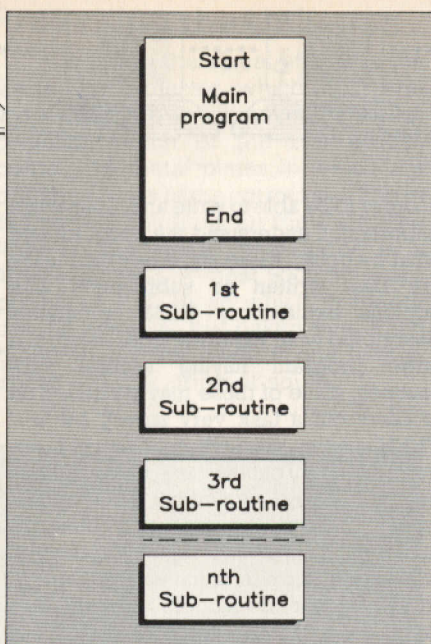 Start
Main
program
End
1st
Sub-routine
2nd
Sub-routine
3rd
Sub-routine
nth
Sub-routine